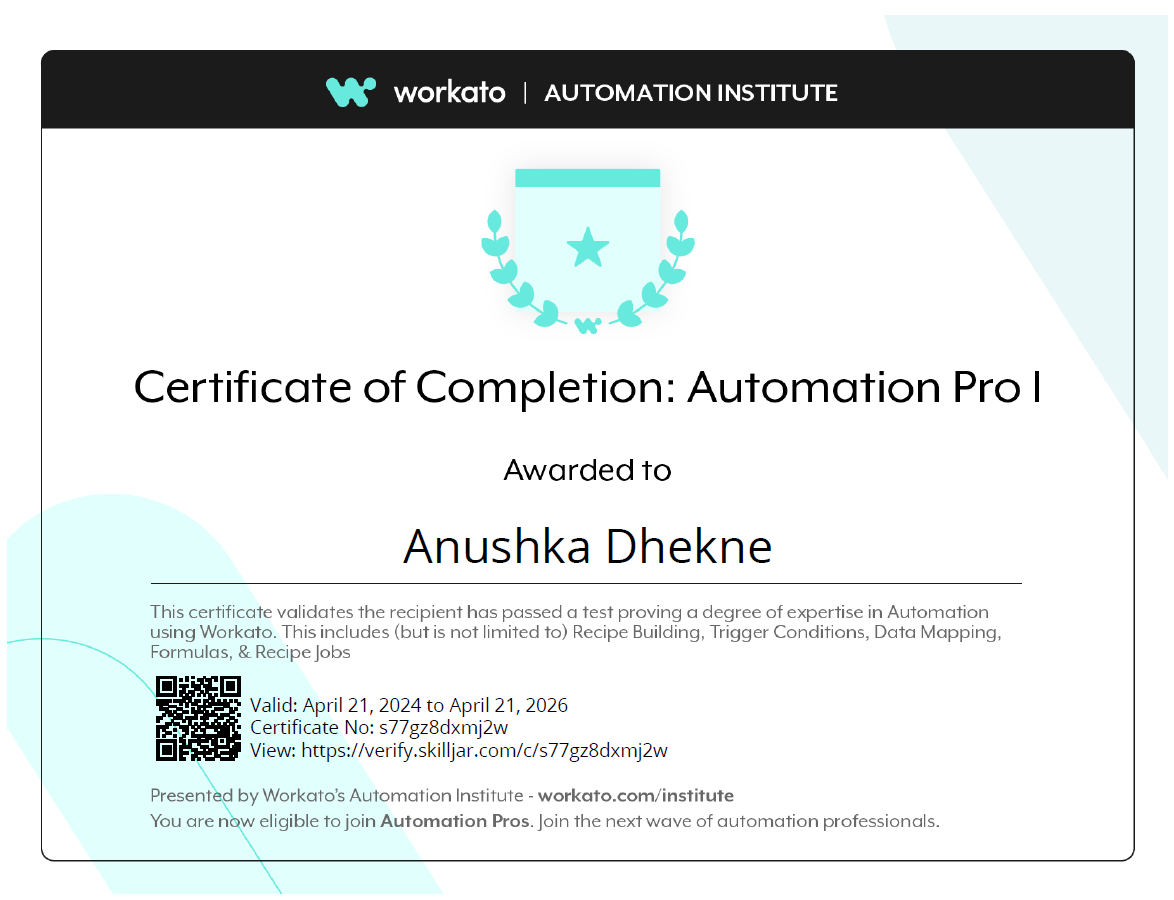 workato | AUTOMATION INSTITUTE
Certificate of Completion: Automation Pro I
Awarded to
Anushka Dhekne
This certificate validates the recipient has passed a test proving a degree of expertise in Automation
using Workato. This includes (but is not limited to) Recipe Building, Trigger Conditions, Data Mapping,
Formulas, & Recipe Jobs
Valid: April 21, 2024 to April 21, 2026
Certificate No: s77gz8dxmj2w
View: https://verify.skilljar.com/c/s77gz8dxmj2w
Presented by Workato’s Automation Institute - workato.com/institute
You are now eligible to join Automation Pros. Join the next wave of automation professionals.